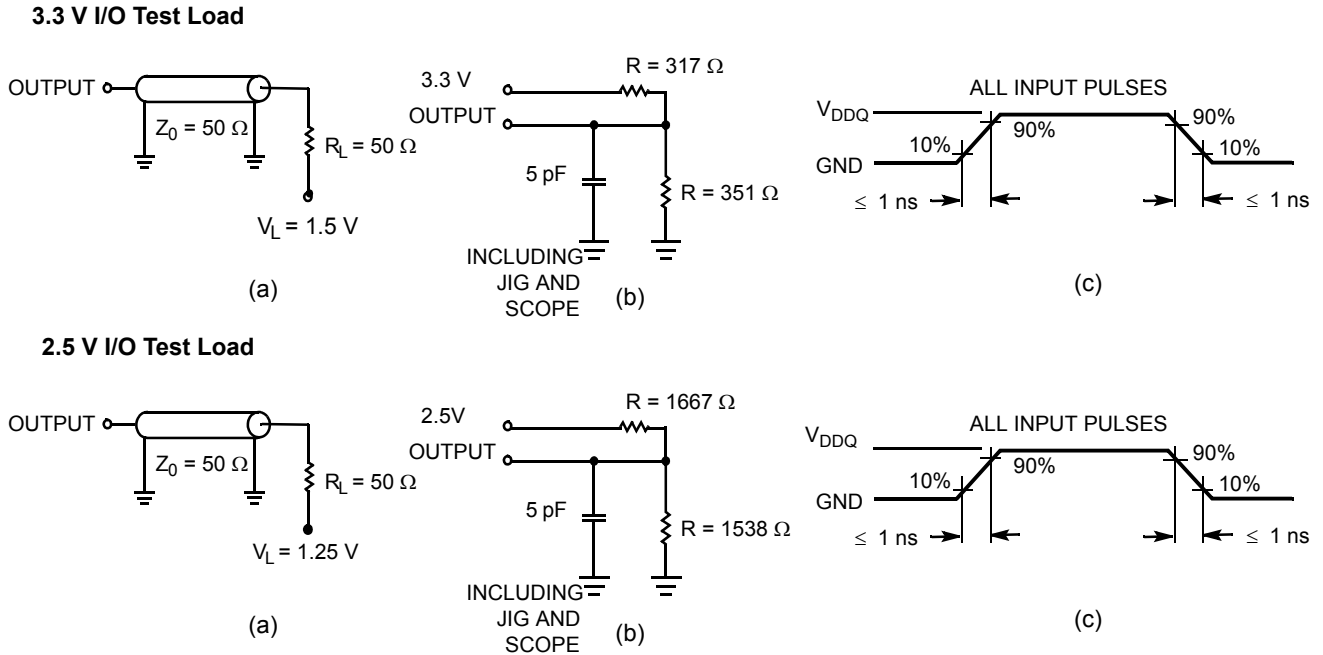 3.3 V I/O Test Load
OUTPUT
Z0 = 50 Ω
RL = 50 Ω
VL = 1.5 V
(a)
3.3 V
OUTPUT
R = 317 Ω
5 pF
R = 351 Ω
INCLUDING
JIG AND
SCOPE
(b)
ALL INPUT PULSES
VDDQ
GND
10%
90%
90%
10%
≤ 1 ns
≤ 1 ns
(c)
2.5 V I/O Test Load
OUTPUT
Z0 = 50 Ω
RL = 50 Ω
VL = 1.25 V
(a)
2.5V
OUTPUT
R = 1667 Ω
5 pF
R = 1538 Ω
INCLUDING
JIG AND
SCOPE
(b)
ALL INPUT PULSES
VDDQ
GND
10%
90%
90%
10%
≤ 1 ns
≤ 1 ns
(c)